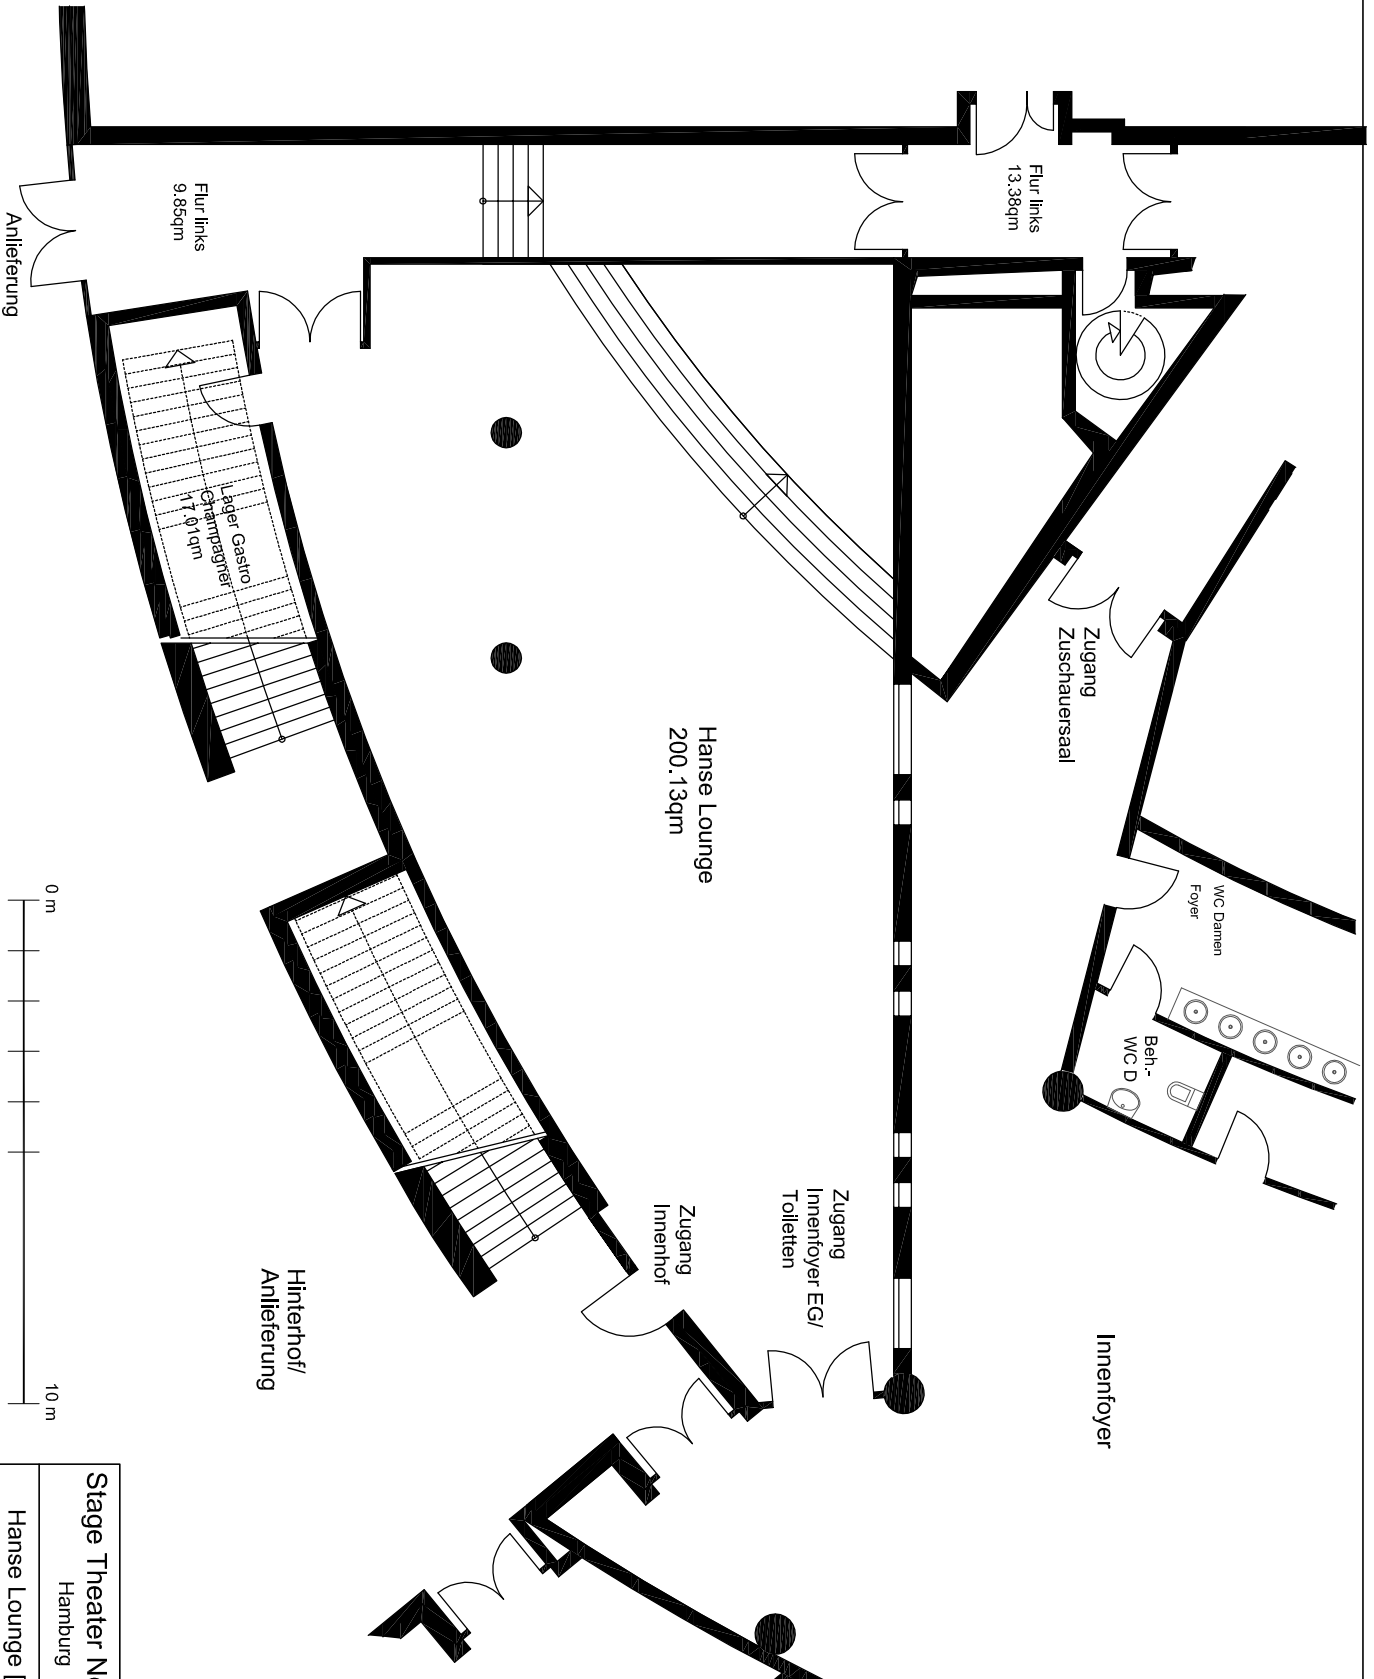 Flur links
13.38qm
Flur links
9.85qm
Anlieferung
Lager Gastro
Champagner
17.01qm
Zugang
Zuschauersaal
Hanse Lounge
200.13qm
WC Damen
Foyer
Beh.-
WC D
0 m
10 m
Zugang
Innenfoyer EG/
Toiletten
Zugang
Innenhof
Hinterhof/
Anlieferung
Innenfoyer
Stage Theater
Hamburg
Hanse Lounge [